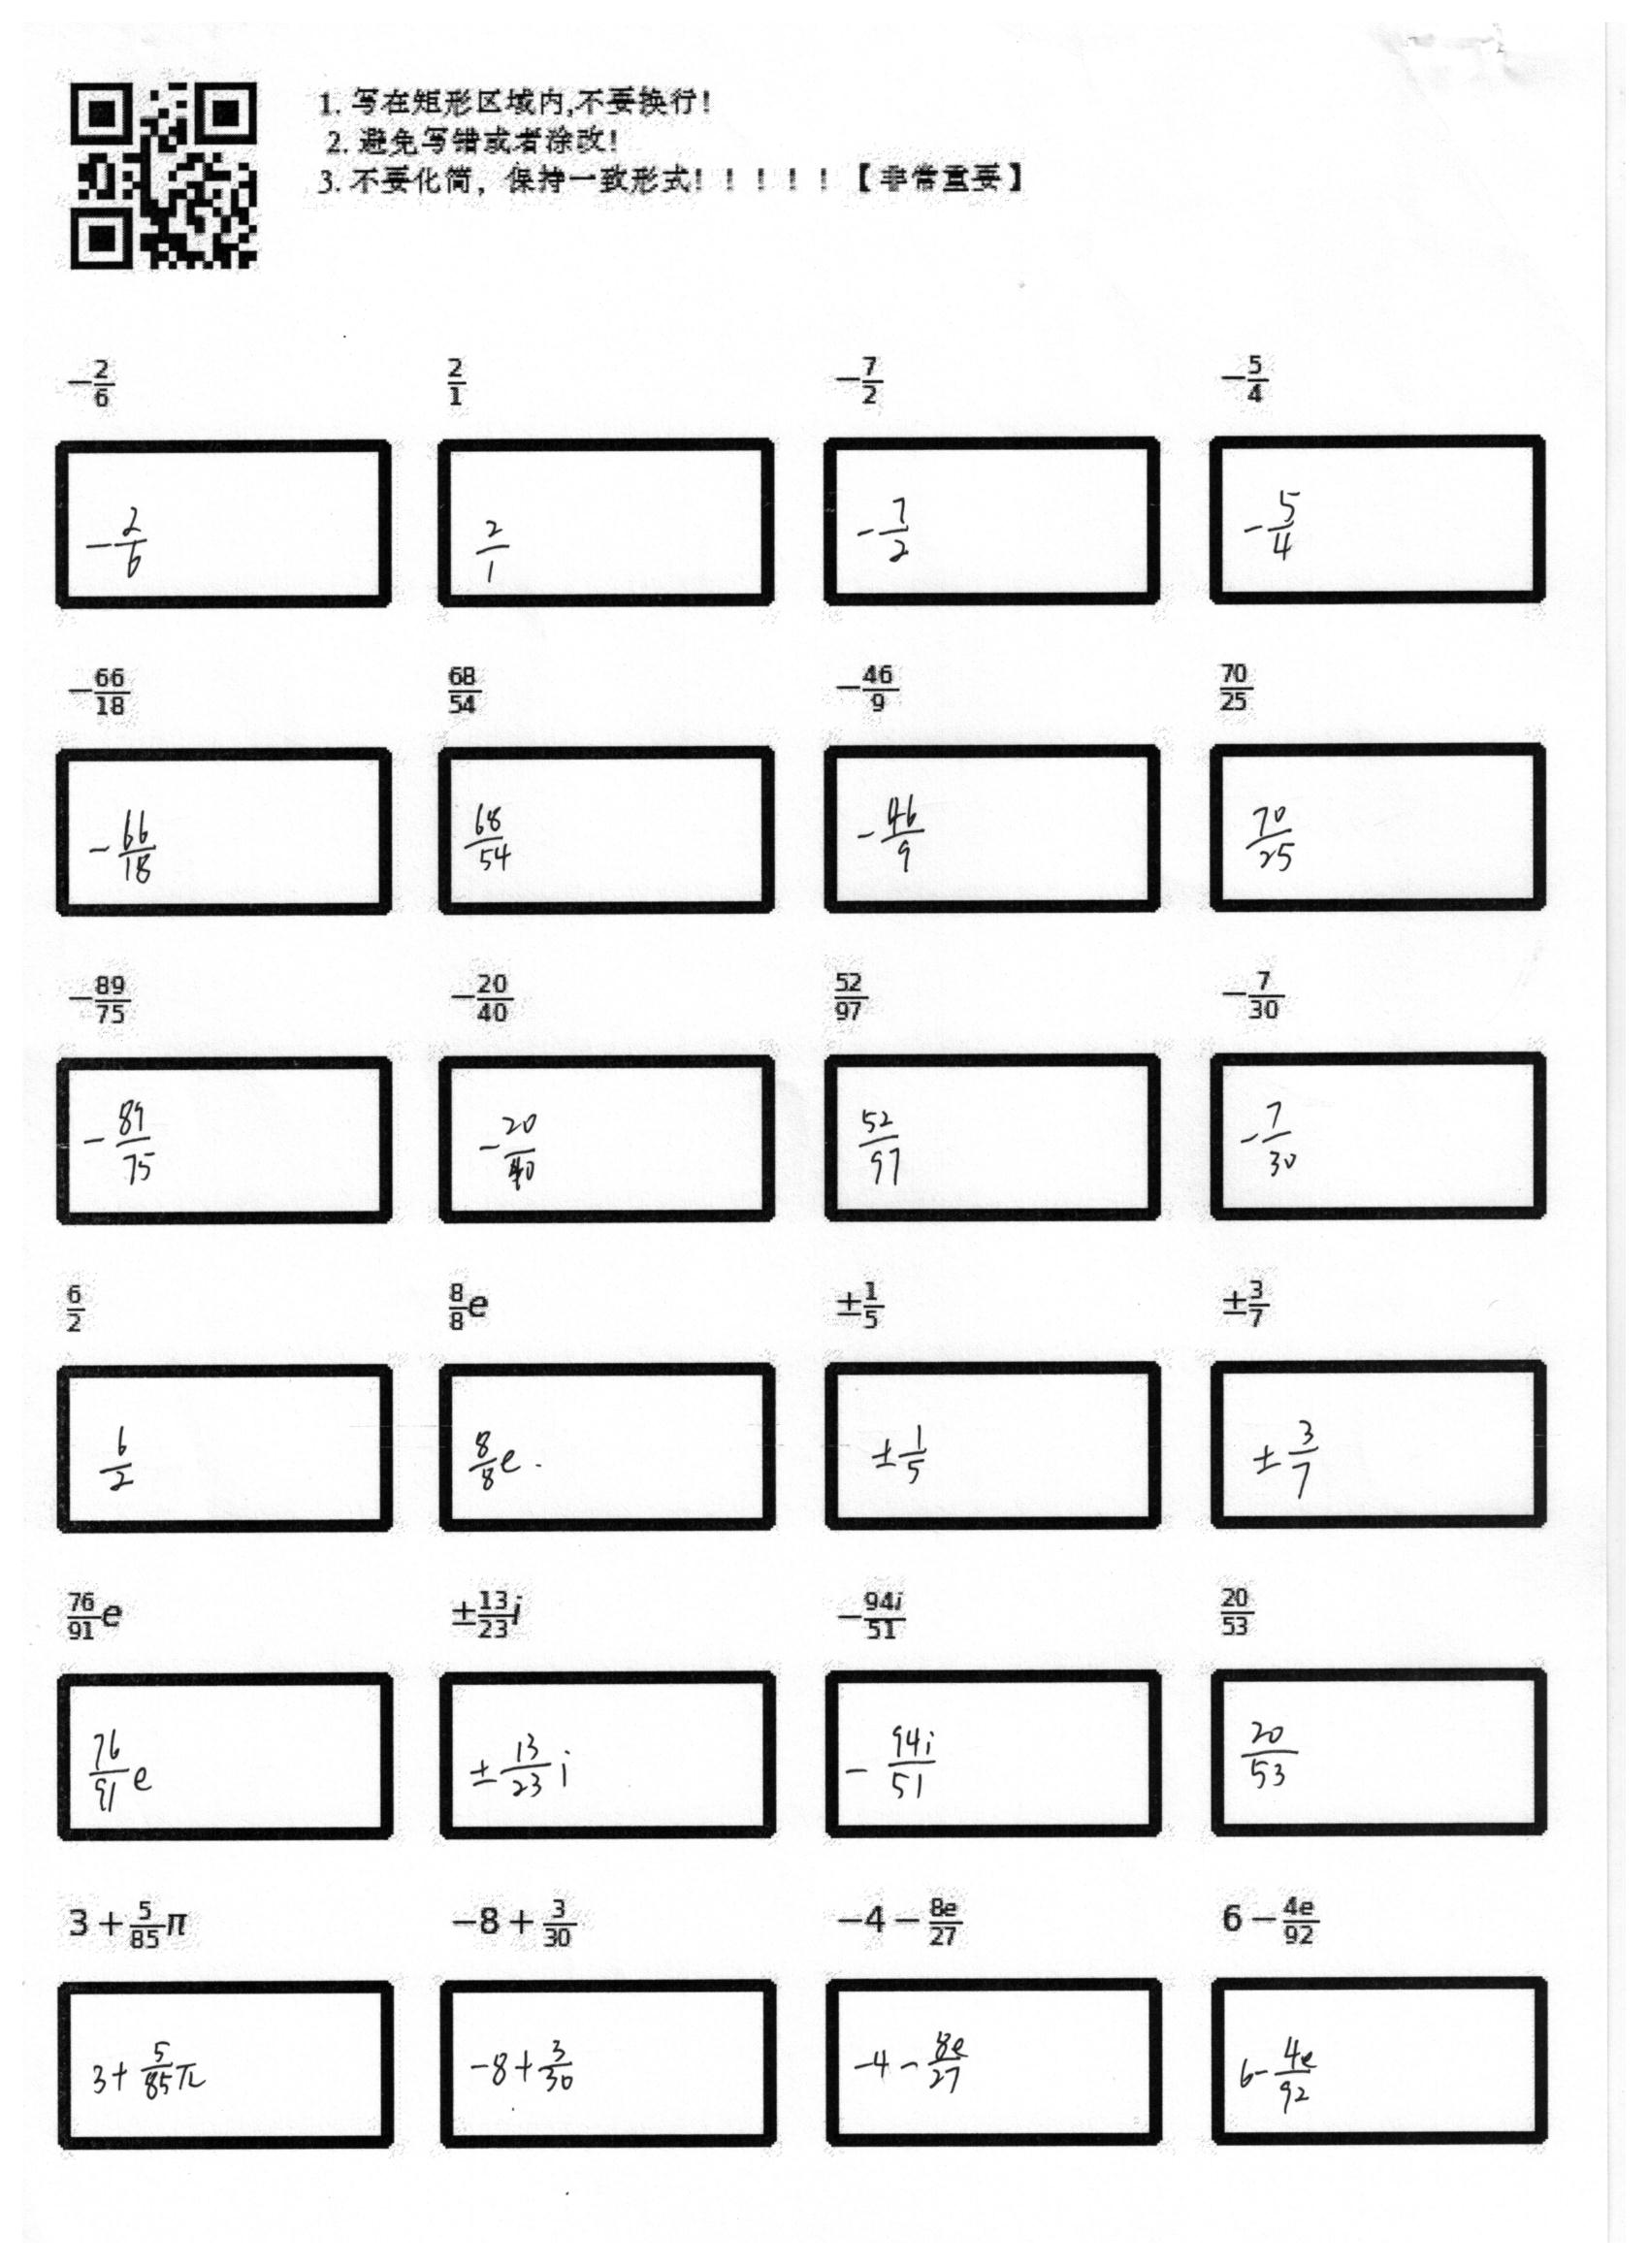 1. 写在矩形区域内,不要换行!
2. 避免写错或者涂改!
3. 不要化简，保持一致形式!！！！！【非常重要】
-\frac{2}{6} \frac{2}{1} -\frac{7}{2} -\frac{5}{4}
-\frac{2}{6} \frac{2}{1} -\frac{7}{2} -\frac{5}{4}
-\frac{66}{18} \frac{68}{54} -\frac{46}{9} \frac{70}{25}
-\frac{66}{18} \frac{68}{54} -\frac{46}{9} \frac{70}{25}
-\frac{89}{75} -\frac{20}{40} \frac{52}{97} -\frac{7}{30}
-\frac{89}{75} -\frac{20}{40} \frac{52}{97} -\frac{7}{30}
\frac{6}{2} \frac{8}{8}e ±\frac{1}{5} ±\frac{3}{7}
\frac{6}{2} \frac{8}{8}e. ±\frac{1}{5} ±\frac{3}{7}
\frac{76}{91}e ±\frac{13}{23}i -\frac{94i}{51} \frac{20}{53}
\frac{76}{91}e ±\frac{13}{23}i -\frac{94i}{51} \frac{20}{53}
3+\frac{5}{85}π -8+\frac{3}{30} -4-\frac{8e}{27} 6-\frac{4e}{92}
3+\frac{5}{85}π -8+\frac{3}{30} -4-\frac{8e}{27} 6-\frac{4e}{92}